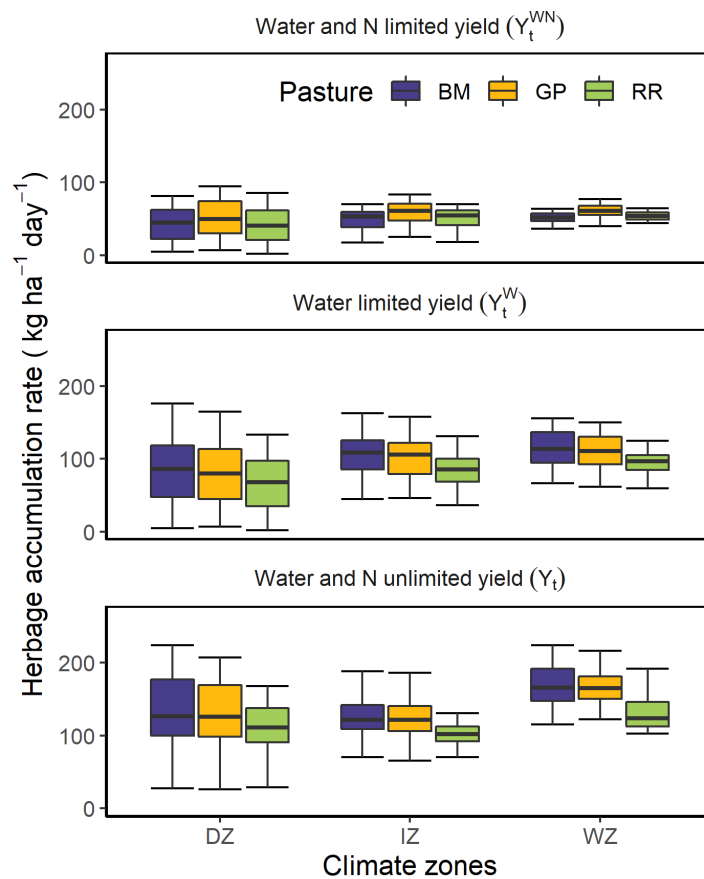 Water and N limited yield (Y_t^WN)
Pasture BM GP RR
200
100
0
Water limited yield (Y_t^W)
200
100
0
Water and N unlimited yield (Y_t)
200
100
0
Herbage accumulation rate ( kg ha⁻¹ day⁻¹)
DZ IZ WZ
Climate zones